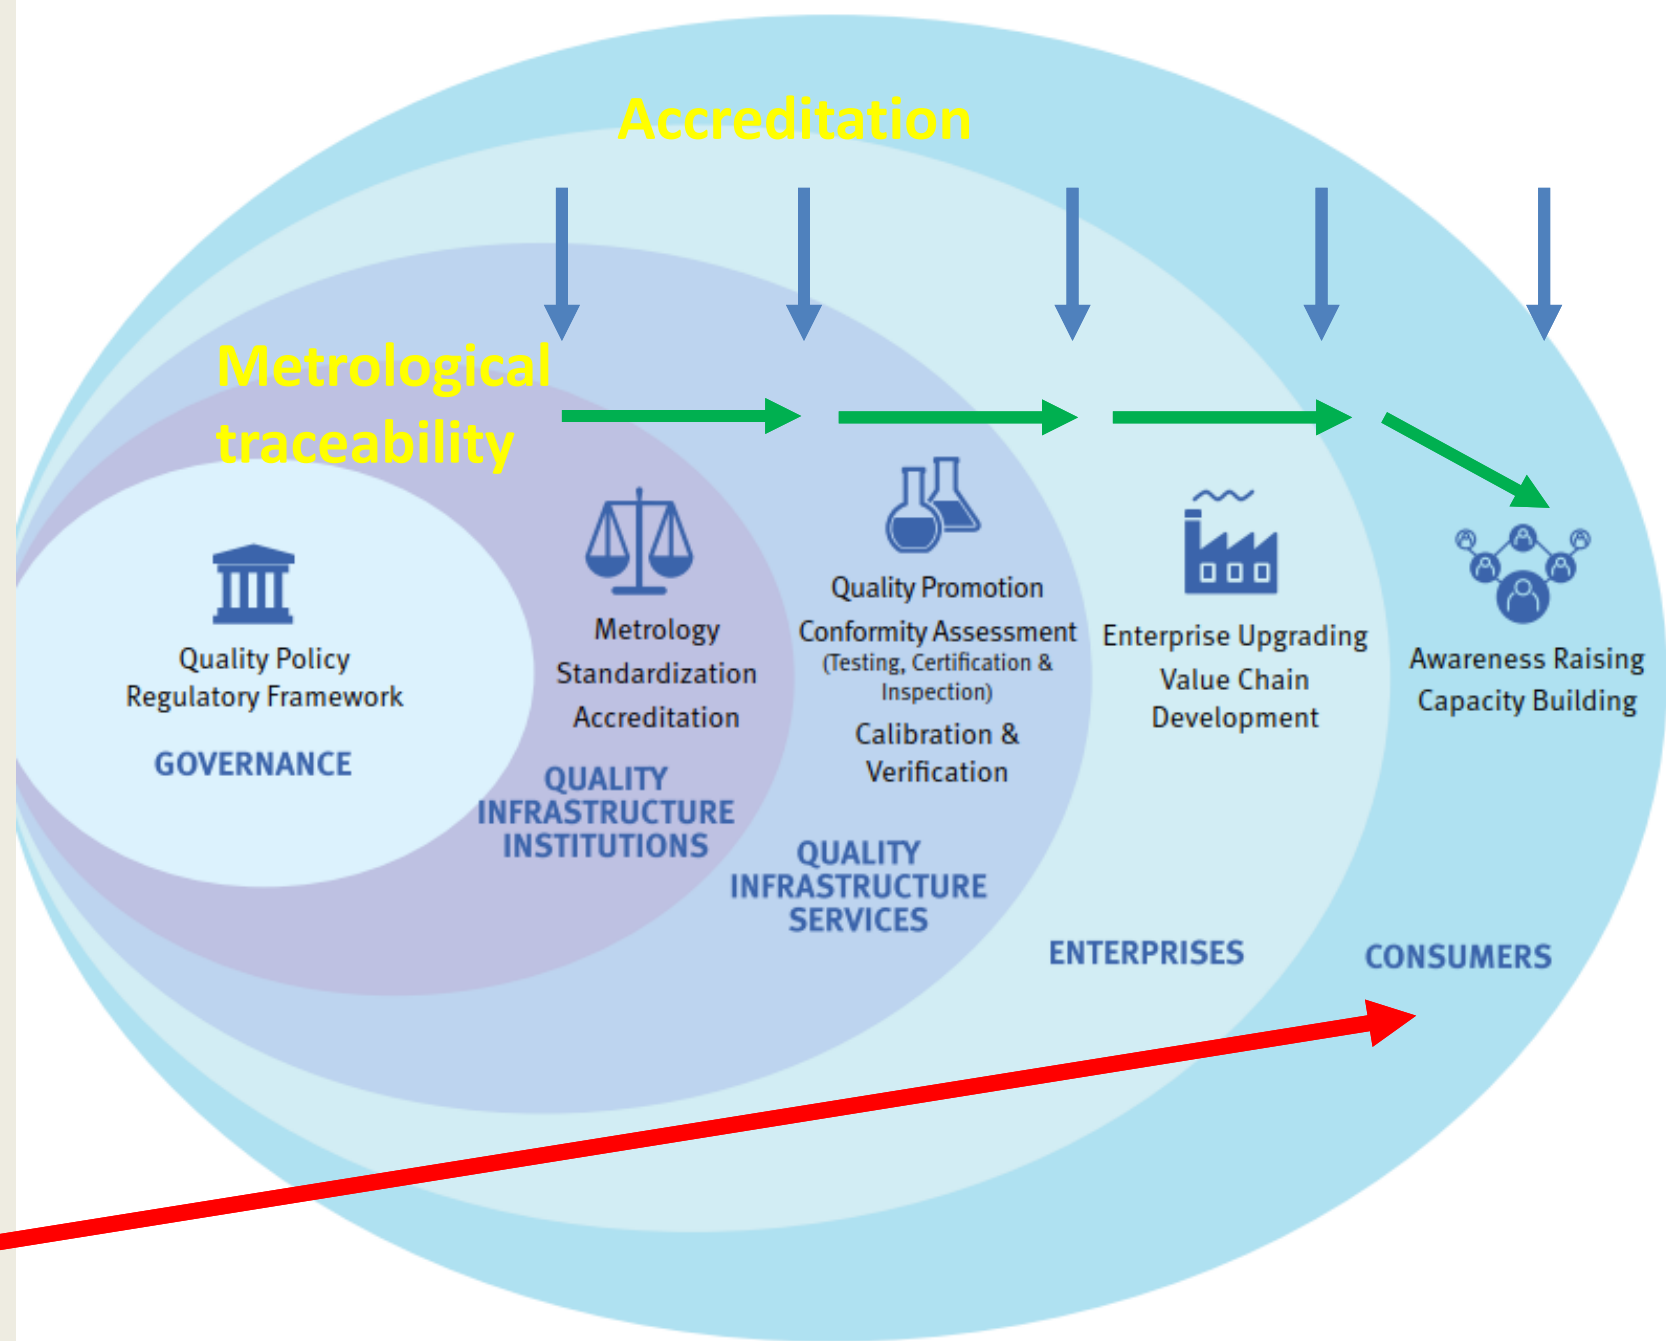 Accreditation
Metrological
traceability
Quality Policy
Regulatory Framework
GOVERNANCE
Metrology
Standardization
Accreditation
QUALITY
INFRASTRUCTURE
INSTITUTIONS
Quality Promotion
Conformity Assessment
(Testing, Certification &
Inspection)
Calibration &
Verification
QUALITY
INFRASTRUCTURE
SERVICES
Enterprise Upgrading
Value Chain
Development
ENTERPRISES
Awareness Raising
Capacity Building
CONSUMERS